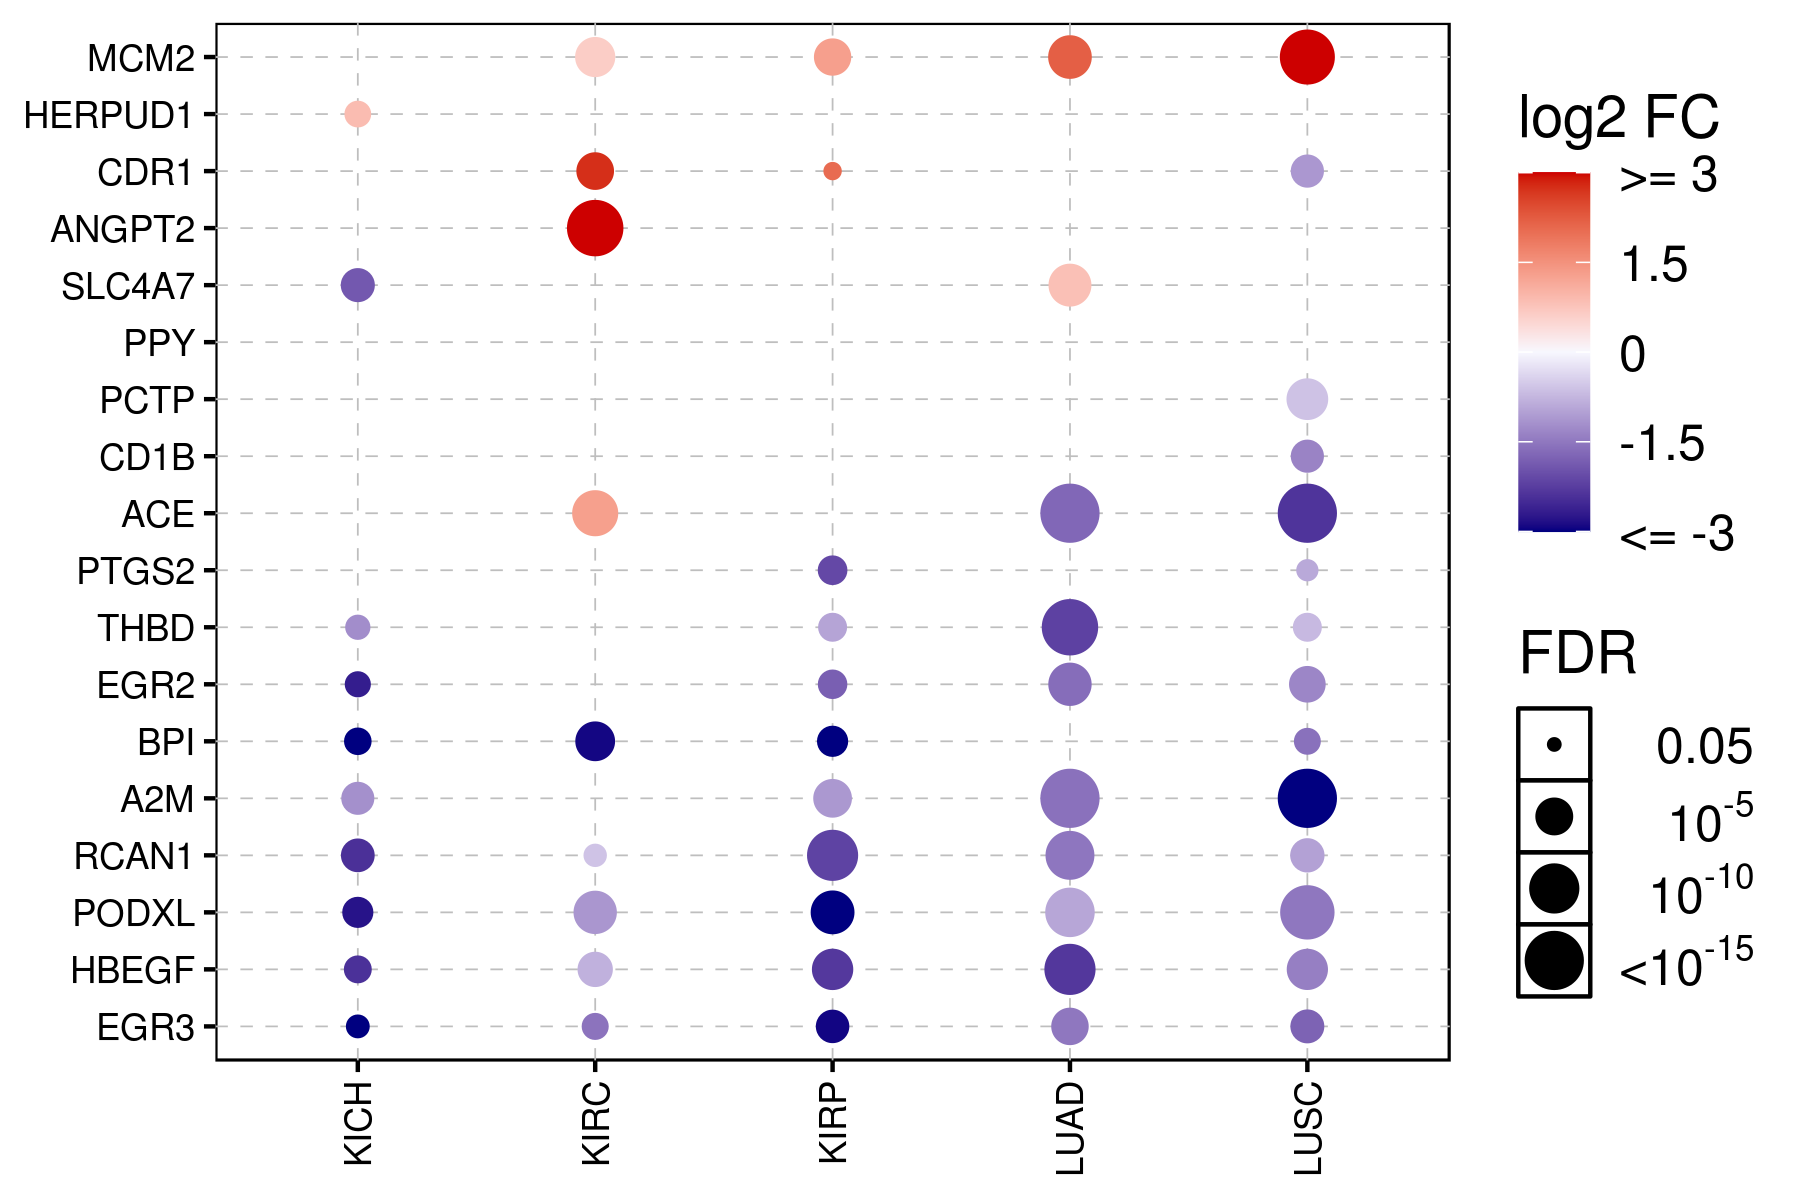 MCM2
HERPUD1
CDR1
ANGPT2
SLC4A7
PPY
PCTP
CD1B
ACE
PTGS2
THBD
EGR2
BPI
A2M
RCAN1
PODXL
HBEGF
EGR3
KICH
KIRC
KIRP
LUAD
LUSC
log2 FC
>= 3
1.5
0
-1.5
<= -3
FDR
0.05
10-5
10-10
<10-15